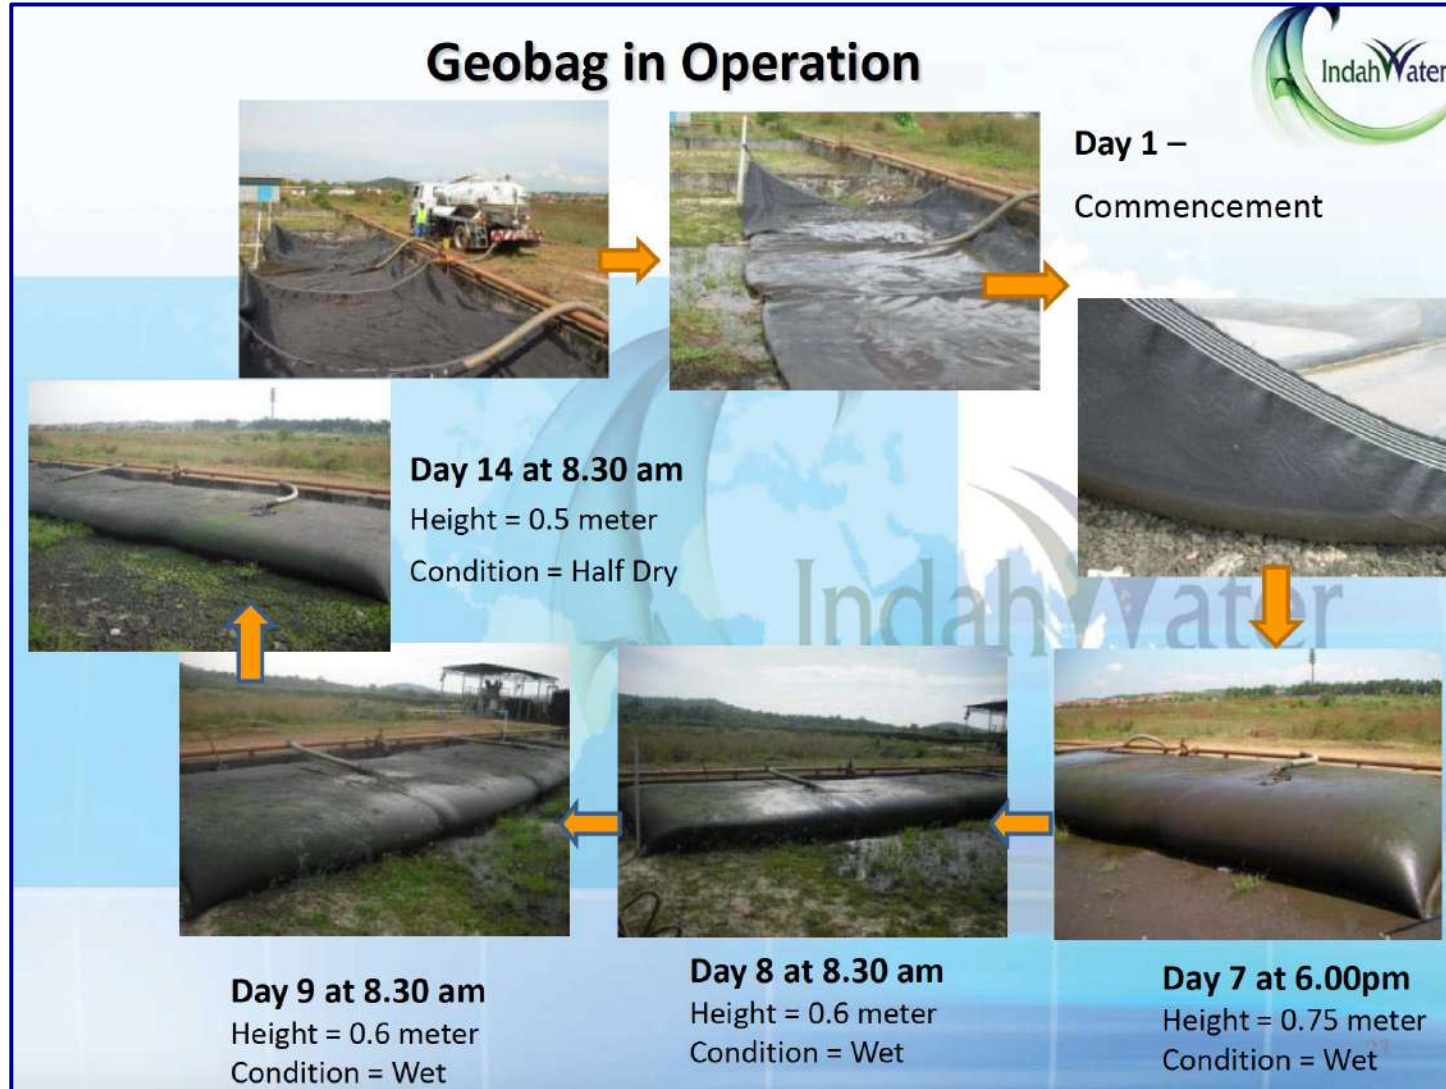 Geobag in Operation
IndahWater
Day 1 –
Commencement
Day 14 at 8.30 am
Height = 0.5 meter
Condition = Half Dry
IndahWater
Day 9 at 8.30 am
Height = 0.6 meter
Condition = Wet
Day 8 at 8.30 am
Height = 0.6 meter
Condition = Wet
Day 7 at 6.00pm
Height = 0.75 meter
Condition = Wet